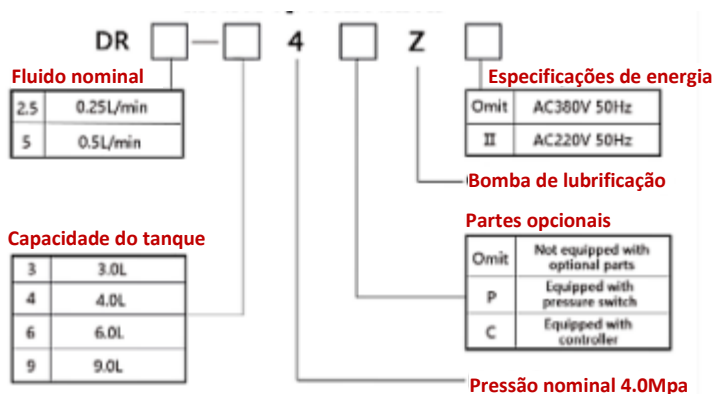 DR □—□ 4 □ Z □
Fluido nominal
2.5 0.25L/min
5 0.5L/min
Especificações de energia
Omit AC380V 50Hz
II AC220V 50Hz
Bomba de lubrificação
Capacidade do tanque
3 3.0L
4 4.0L
6 6.0L
9 9.0L
Partes opcionais
Omit Not equipped with
optional parts
P Equipped with
pressure switch
C Equipped with
controller
Pressão nominal 4.0Mpa